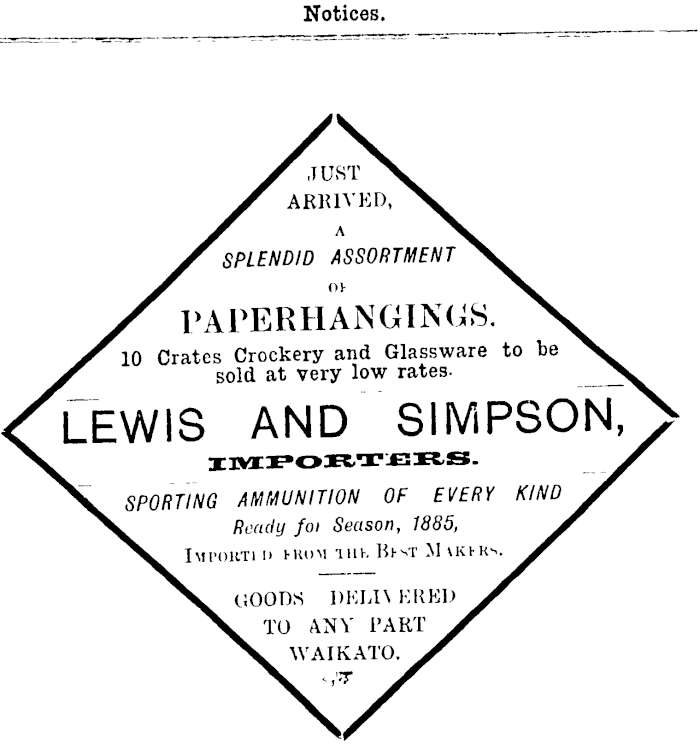 Notices.
JUST
ARRIVED,
A
SPLENDID ASSORTMENT
OF
PAPERHANGINGS.
10 Crates Crockery and Glassware to be
sold at very low rates.
LEWIS AND SIMPSON,
IMPORTERS.
SPORTING AMMUNITION OF EVERY KIND
Ready for Season, 1885,
IMPORTED FROM THE BEST MAKERS.
GOODS DELIVERED
TO ANY PART
WAIKATO.